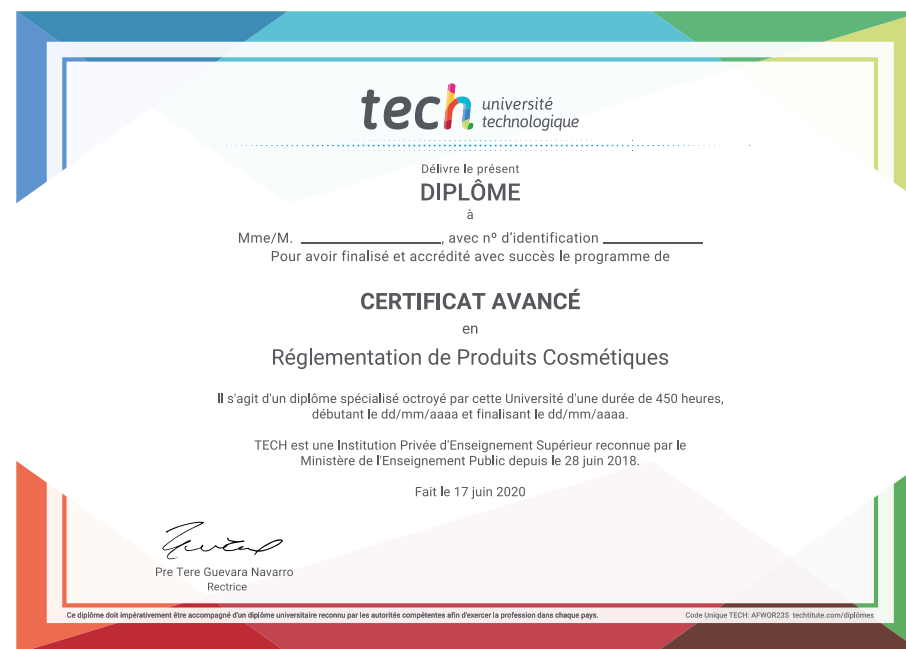 tech université
technologique
Délivre le présent
DIPLÔME
à
Mme/M. ____________________, avec nº d'identification ______________
Pour avoir finalisé et accrédité avec succès le programme de
CERTIFICAT AVANCÉ
en
Réglementation de Produits Cosmétiques
Il s'agit d'un diplôme spécialisé octroyé par cette Université d'une durée de 450 heures,
débutant le dd/mm/aaaa et finalisant le dd/mm/aaaa.
TECH est une Institution Privée d'Enseignement Supérieur reconnue par le
Ministère de l'Enseignement Public depuis le 28 juin 2018.
Fait le 17 juin 2020
Pre Tere Guevara Navarro
Rectrice
Ce diplôme doit impérativement être accompagné d'un diplôme universitaire reconnu par les autorités compétentes afin d'exercer la profession dans chaque pays.
Code Unique TECH: AFWOR23S techtitute.com/diplômes